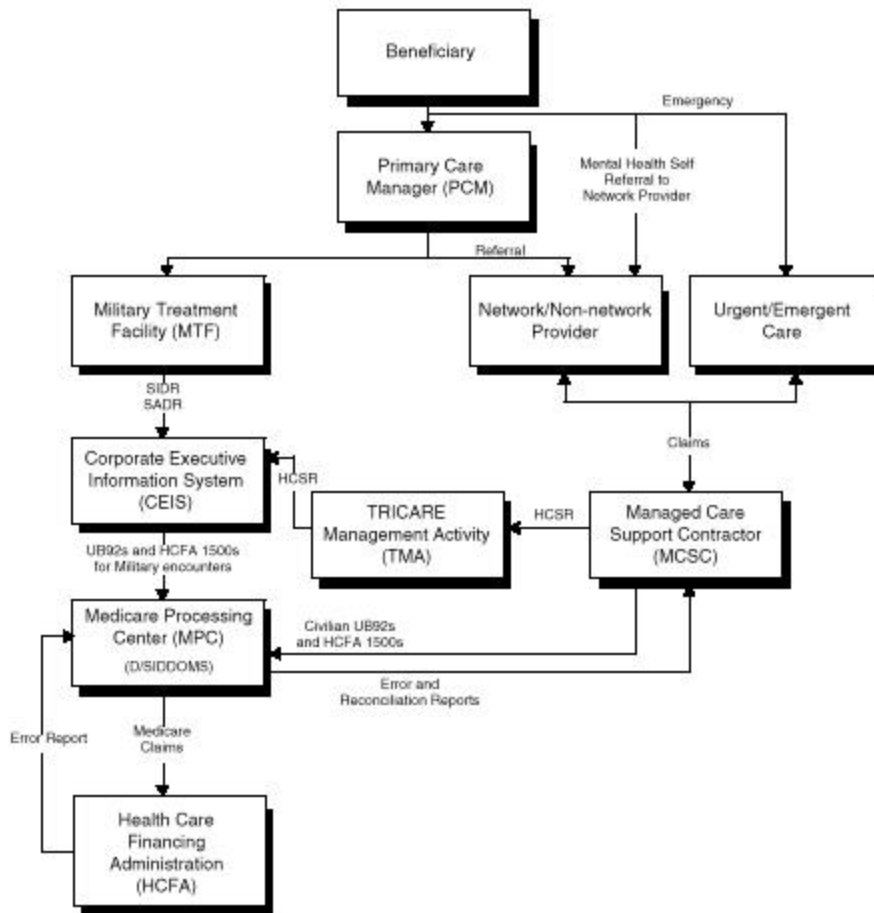 Beneficiary
Emergency
Primary Care
Manager (PCM)
Mental Health Self
Referral to
Network Provider
Referral
Military Treatment
Facility (MTF)
Network/Non-network
Provider
Urgent/Emergent
Care
SIDR
SADR
Claims
Corporate Executive
Information System
(CEIS)
HCSR
TRICARE
Management Activity
(TMA)
HCSR
Managed Care
Support Contractor
(MCSC)
UB92s and HCFA 1500s
for Military encounters
Medicare Processing
Center (MPC)
(D/SIDDOMS)
Civilian UB92s
and HCFA 1500s
Error and
Reconciliation Reports
Error Report
Medicare
Claims
Health Care
Financing
Administration
(HCFA)